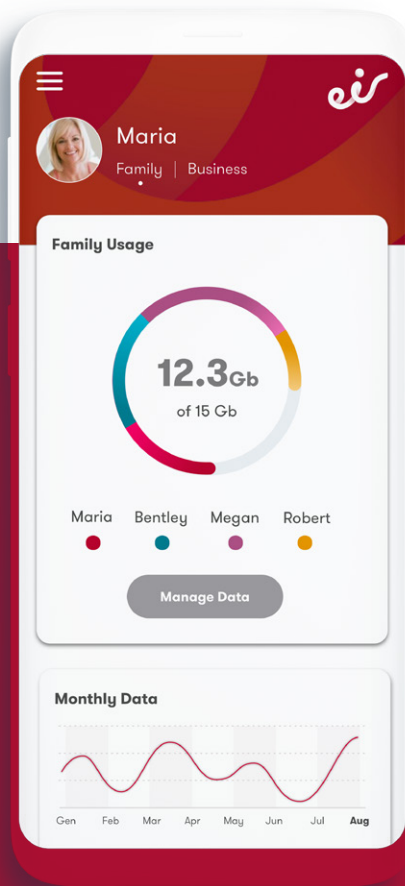 eir
Maria
Family | Business
Family Usage
12.3Gb
of 15 Gb
Maria Bentley Megan Robert
Manage Data
Monthly Data
Gen Feb Mar Apr May Jun Jul Aug